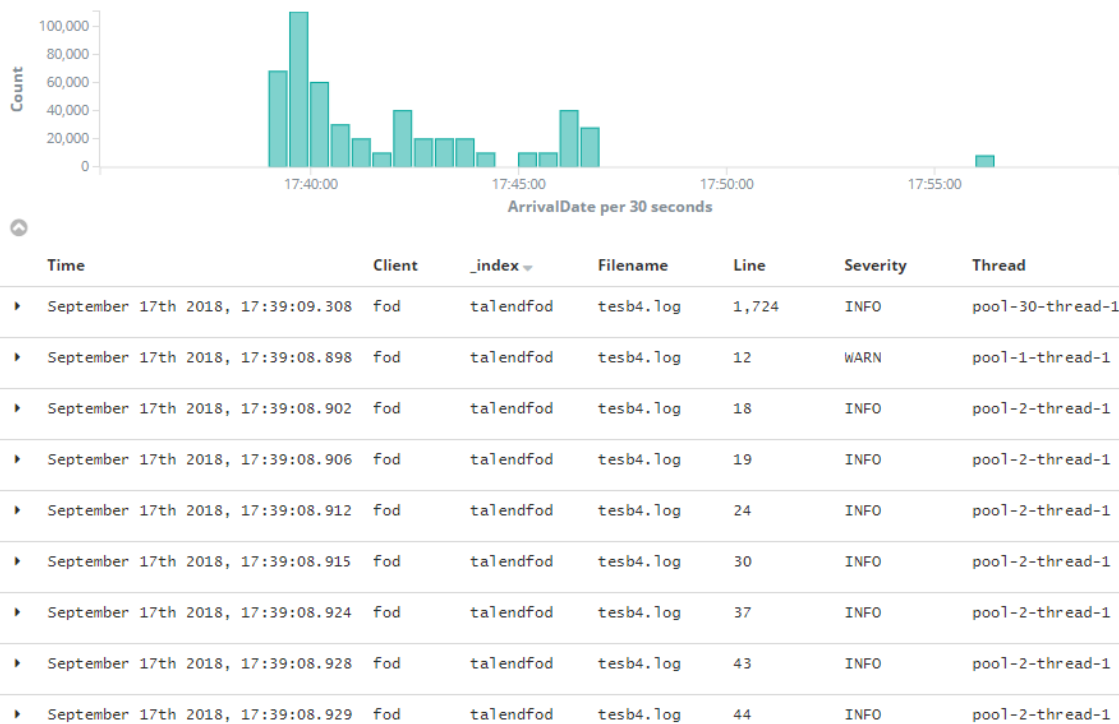 100,000
80,000
60,000
40,000
20,000
0
Count
17:40:00 17:45:00 17:50:00 17:55:00
ArrivalDate per 30 seconds
Time Client _index Filename Line Severity Thread
September 17th 2018, 17:39:09.308 fod talendfod tesb4.log 1,724 INFO pool-30-thread-1
September 17th 2018, 17:39:08.898 fod talendfod tesb4.log 12 WARN pool-1-thread-1
September 17th 2018, 17:39:08.902 fod talendfod tesb4.log 18 INFO pool-2-thread-1
September 17th 2018, 17:39:08.906 fod talendfod tesb4.log 19 INFO pool-2-thread-1
September 17th 2018, 17:39:08.912 fod talendfod tesb4.log 24 INFO pool-2-thread-1
September 17th 2018, 17:39:08.915 fod talendfod tesb4.log 30 INFO pool-2-thread-1
September 17th 2018, 17:39:08.924 fod talendfod tesb4.log 37 INFO pool-2-thread-1
September 17th 2018, 17:39:08.928 fod talendfod tesb4.log 43 INFO pool-2-thread-1
September 17th 2018, 17:39:08.929 fod talendfod tesb4.log 44 INFO pool-2-thread-1